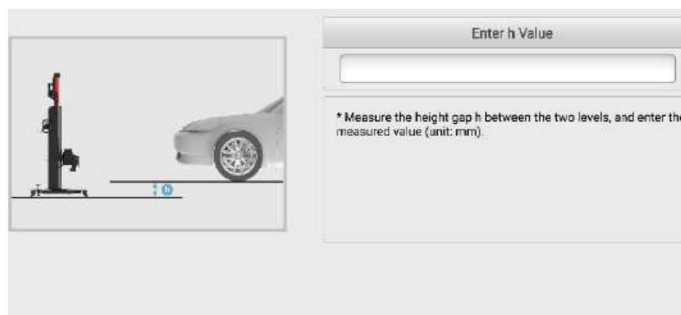 Enter h Value
* Measure the height gap h between the two levels, and enter the
measured value (unit: mm).
h